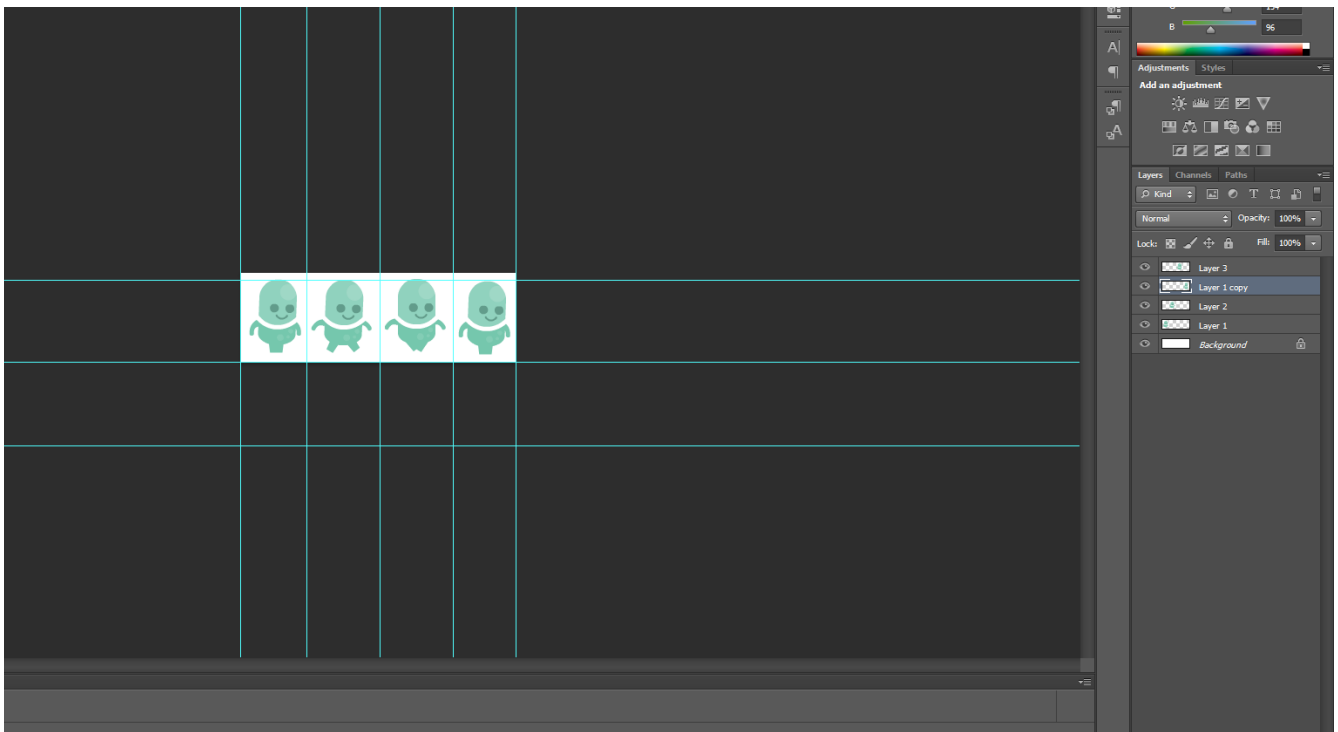 B 96
Adjustments Styles
Add an adjustment
Layers Channels Paths
Kind T
Normal Opacity: 100%
Lock: Fill: 100%
Layer 3
Layer 1 copy
Layer 2
Layer 1
Background